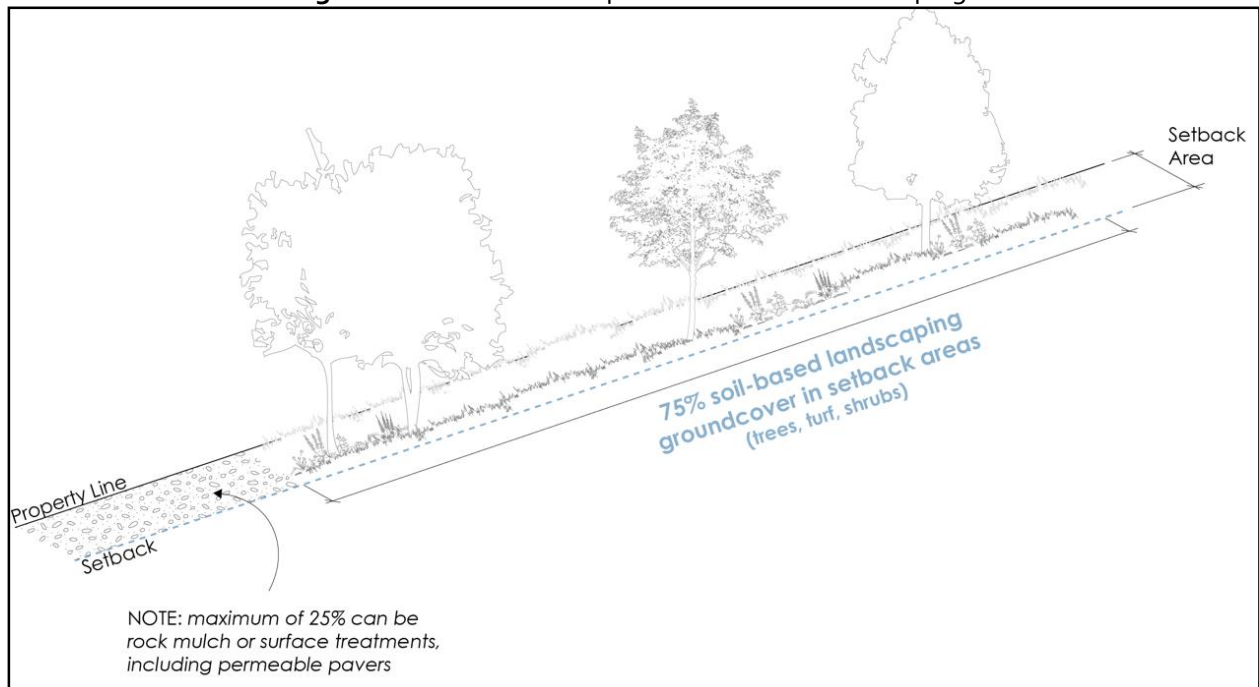 Setback
Area
75% soil-based landscaping
groundcover in setback areas
(trees, turf, shrubs)
Property Line
Setback
NOTE: maximum of 25% can be
rock mulch or surface treatments,
including permeable pavers